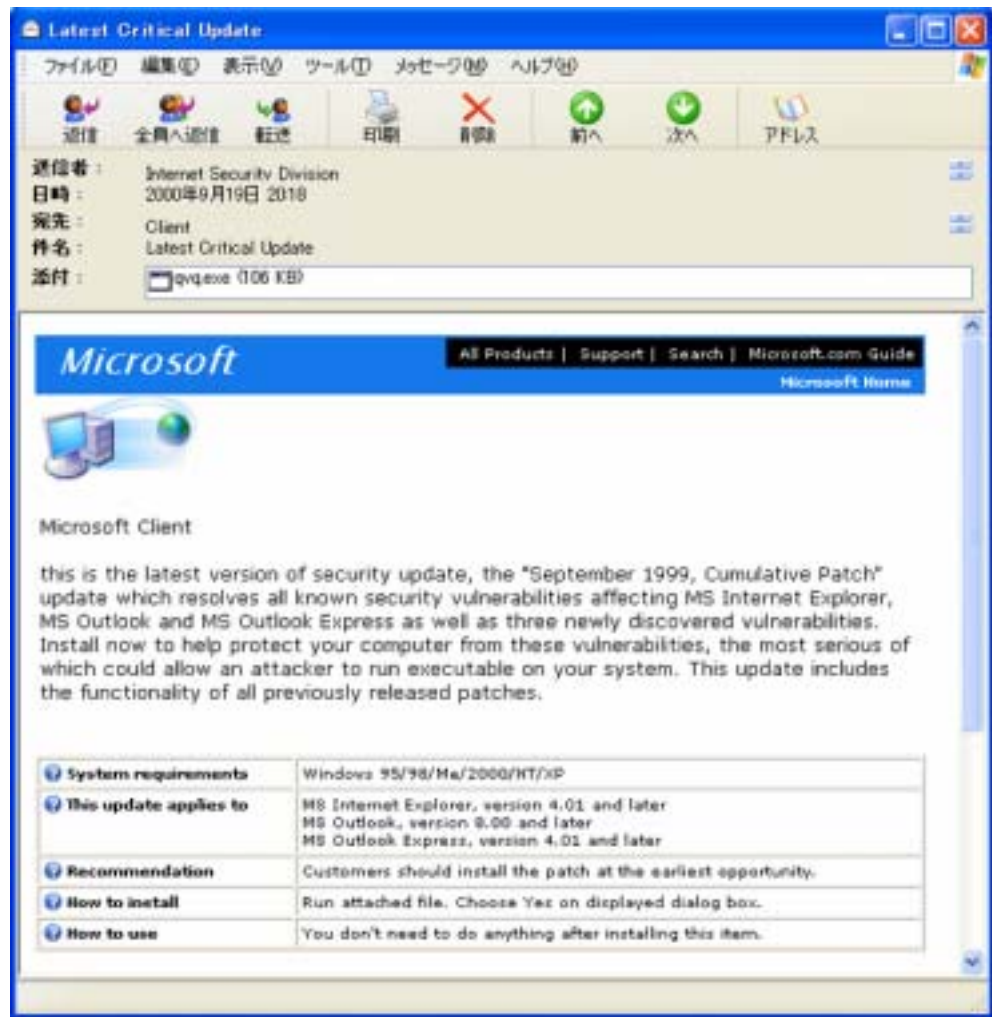 Latest Critical Update
ファイル(F) 編集(E) 表示(V) ツール(T) メッセージ(M) ヘルプ(H)
返信 全員へ返信 転送 印刷 削除 前へ 次へ アドレス
送信者: Internet Security Division
日時: 2000年9月19日 20:18
宛先: Client
件名: Latest Critical Update
添付: qvq.exe (106 KB)
Microsoft
All Products | Support | Search | Microsoft.com Guide
Microsoft Home
Microsoft Client
this is the latest version of security update, the "September 1999, Cumulative Patch"
update which resolves all known security vulnerabilities affecting MS Internet Explorer,
MS Outlook and MS Outlook Express as well as three newly discovered vulnerabilities.
Install now to help protect your computer from these vulnerabilities, the most serious of
which could allow an attacker to run executable on your system. This update includes
the functionality of all previously released patches.
System requirements Windows 95/98/Me/2000/NT/XP
This update applies to MS Internet Explorer, version 4.01 and later
MS Outlook, version 8.00 and later
MS Outlook Express, version 4.01 and later
Recommendation Customers should install the patch at the earliest opportunity.
How to install Run attached file. Choose Yes on displayed dialog box.
How to use You don't need to do anything after installing this item.